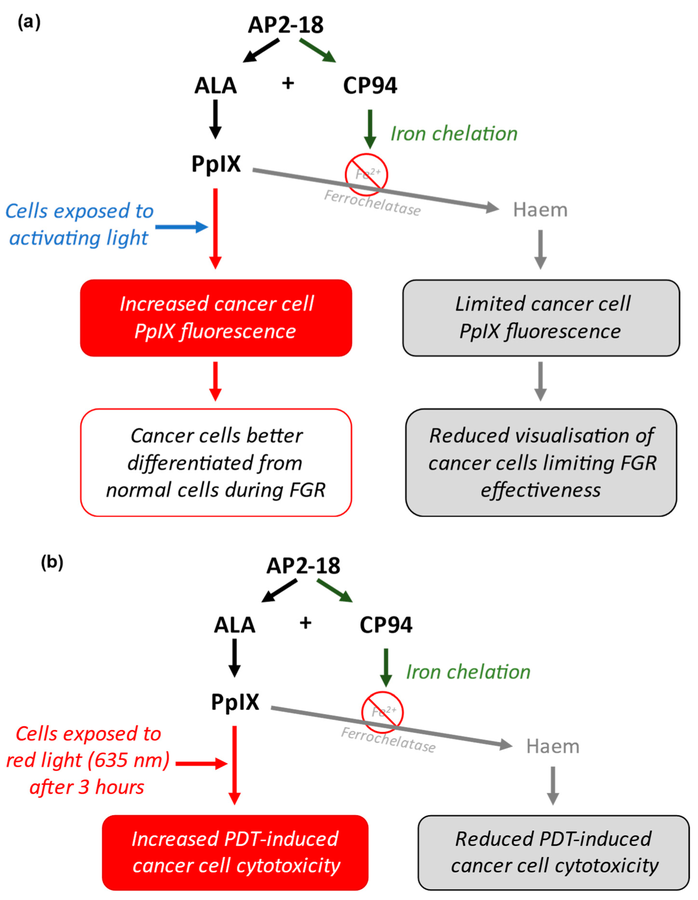 (a)
AP2-18
ALA + CP94
Iron chelation
PpIX
Fe²⁺
Ferrochelatase
Haem
Cells exposed to
activating light
Increased cancer cell
PpIX fluorescence
Limited cancer cell
PpIX fluorescence
Cancer cells better
differentiated from
normal cells during FGR
Reduced visualisation of
cancer cells limiting FGR
effectiveness
(b)
AP2-18
ALA + CP94
Iron chelation
PpIX
Fe²⁺
Ferrochelatase
Haem
Cells exposed to
red light (635 nm)
after 3 hours
Increased PDT-induced
cancer cell cytotoxicity
Reduced PDT-induced
cancer cell cytotoxicity